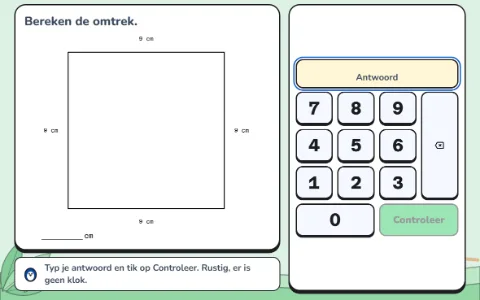 Bereken de omtrek.
9 cm
9 cm
9 cm
9 cm
________ cm
Typ je antwoord en tik op Controleer. Rustig, er is
geen klok.
Antwoord
7 8 9
4 5 6
1 2 3
0 Controleer